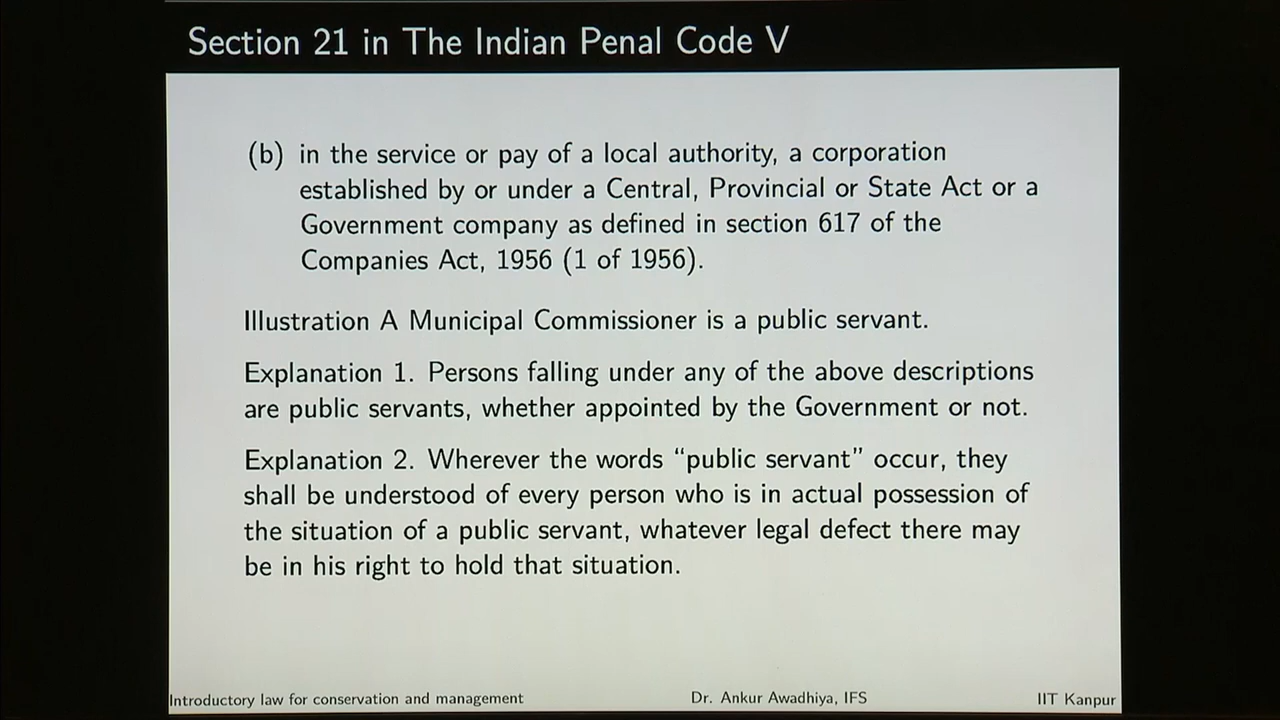 Section 21 in The Indian Penal Code V
(b) in the service or pay of a local authority, a corporation
established by or under a Central, Provincial or State Act or a
Government company as defined in section 617 of the
Companies Act, 1956 (1 of 1956).
Illustration A Municipal Commissioner is a public servant.
Explanation 1. Persons falling under any of the above descriptions
are public servants, whether appointed by the Government or not.
Explanation 2. Wherever the words “public servant” occur, they
shall be understood of every person who is in actual possession of
the situation of a public servant, whatever legal defect there may
be in his right to hold that situation.
Introductory law for conservation and management Dr. Ankur Awadhiya, IFS IIT Kanpur